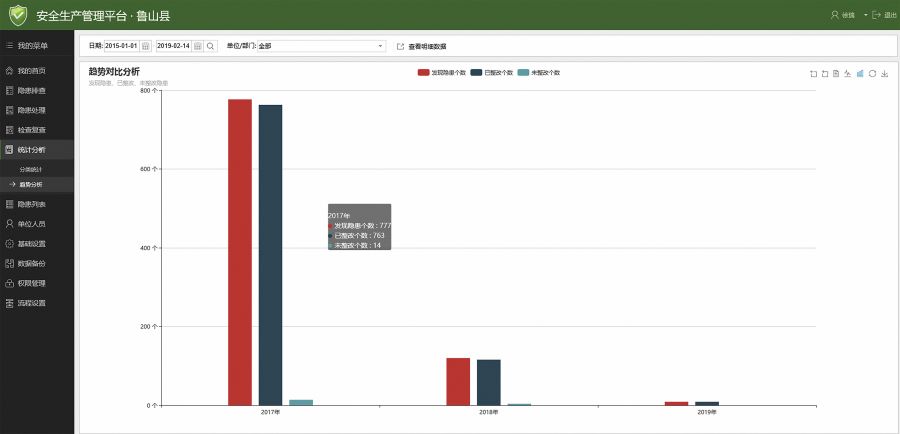 安全生产管理平台 · 鲁山县
徐瑞 退出
我的菜单
日期: 2015-01-01 - 2019-02-14 单位/部门: 全部 查看明细数据
我的首页
隐患排查
隐患处理
检查复查
统计分析
分类统计
趋势分析
隐患列表
单位人员
基础设置
数据备份
权限管理
流程设置
趋势对比分析
发现隐患、已整改、未整改隐患
发现隐患个数 已整改个数 未整改个数
800 个
600 个
400 个
200 个
0 个
2017年
发现隐患个数 : 777
已整改个数 : 763
未整改个数 : 14
2017年 2018年 2019年